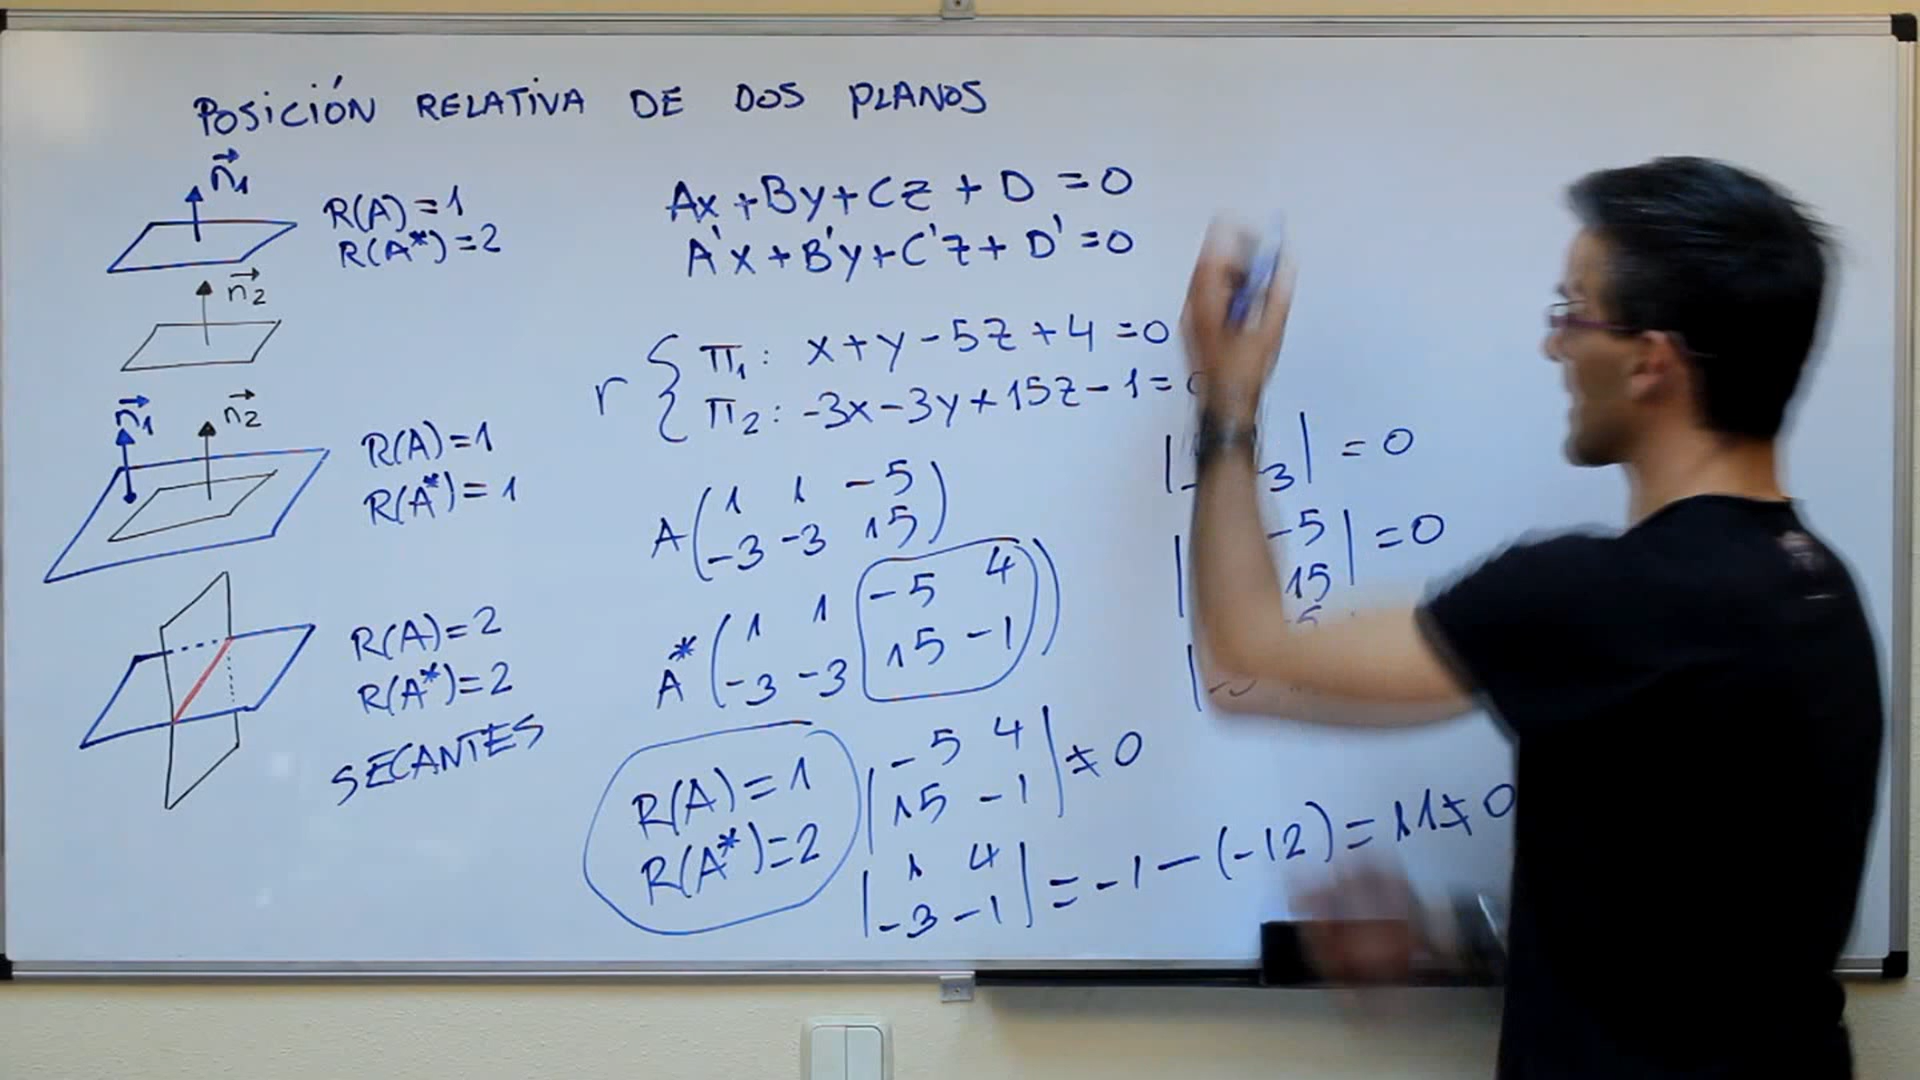 POSICIÓN RELATIVA DE DOS PLANOS
n₁
R(A)=1
R(A*)=2
n₂
n₁ n₂
R(A)=1
R(A*)=1
R(A)=2
R(A*)=2
SECANTES
Ax+By+Cz+D=0
A'x+B'y+C'z+D'=0
r { π₁: x+y-5z+4=0
π₂: -3x-3y+15z-1=
A ( 1 1 -5
-3 -3 15 )
A* ( 1 1 -5 4
-3 -3 15 -1 )
R(A)=1
R(A*)=2
| -5 4
15 -1 | ≠ 0
| 1 4
-3 -1 | = -1-(-12)=11≠0
3 | = 0
-5
15 | = 0